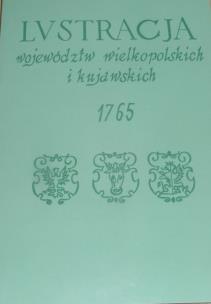 LVSTRACJA
województw wielkopolskich
i kujawskich
1765